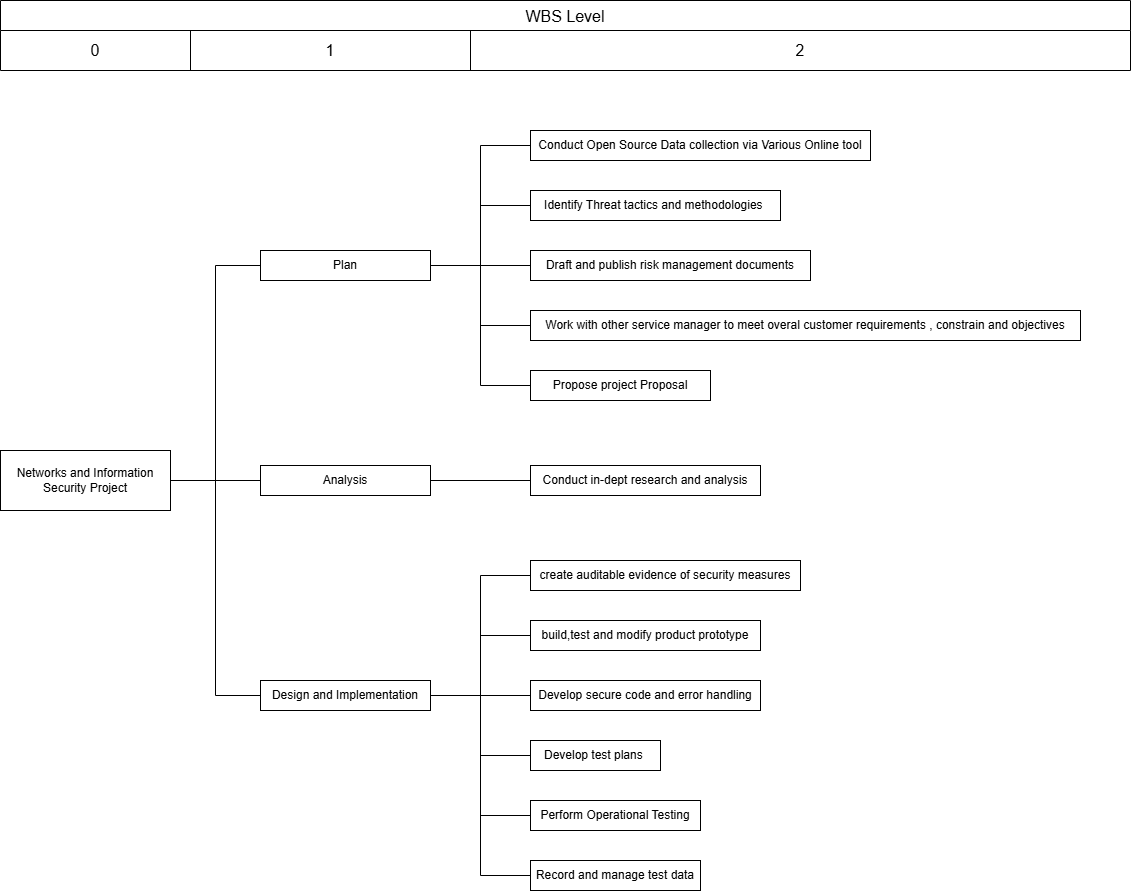 WBS Level
0
1
2
Conduct Open Source Data collection via Various Online tool
Identify Threat tactics and methodologies
Plan
Draft and publish risk management documents
Work with other service manager to meet overal customer requirements , constrain and objectives
Propose project Proposal
Networks and Information
Security Project
Analysis
Conduct in-dept research and analysis
create auditable evidence of security measures
build,test and modify product prototype
Design and Implementation
Develop secure code and error handling
Develop test plans
Perform Operational Testing
Record and manage test data